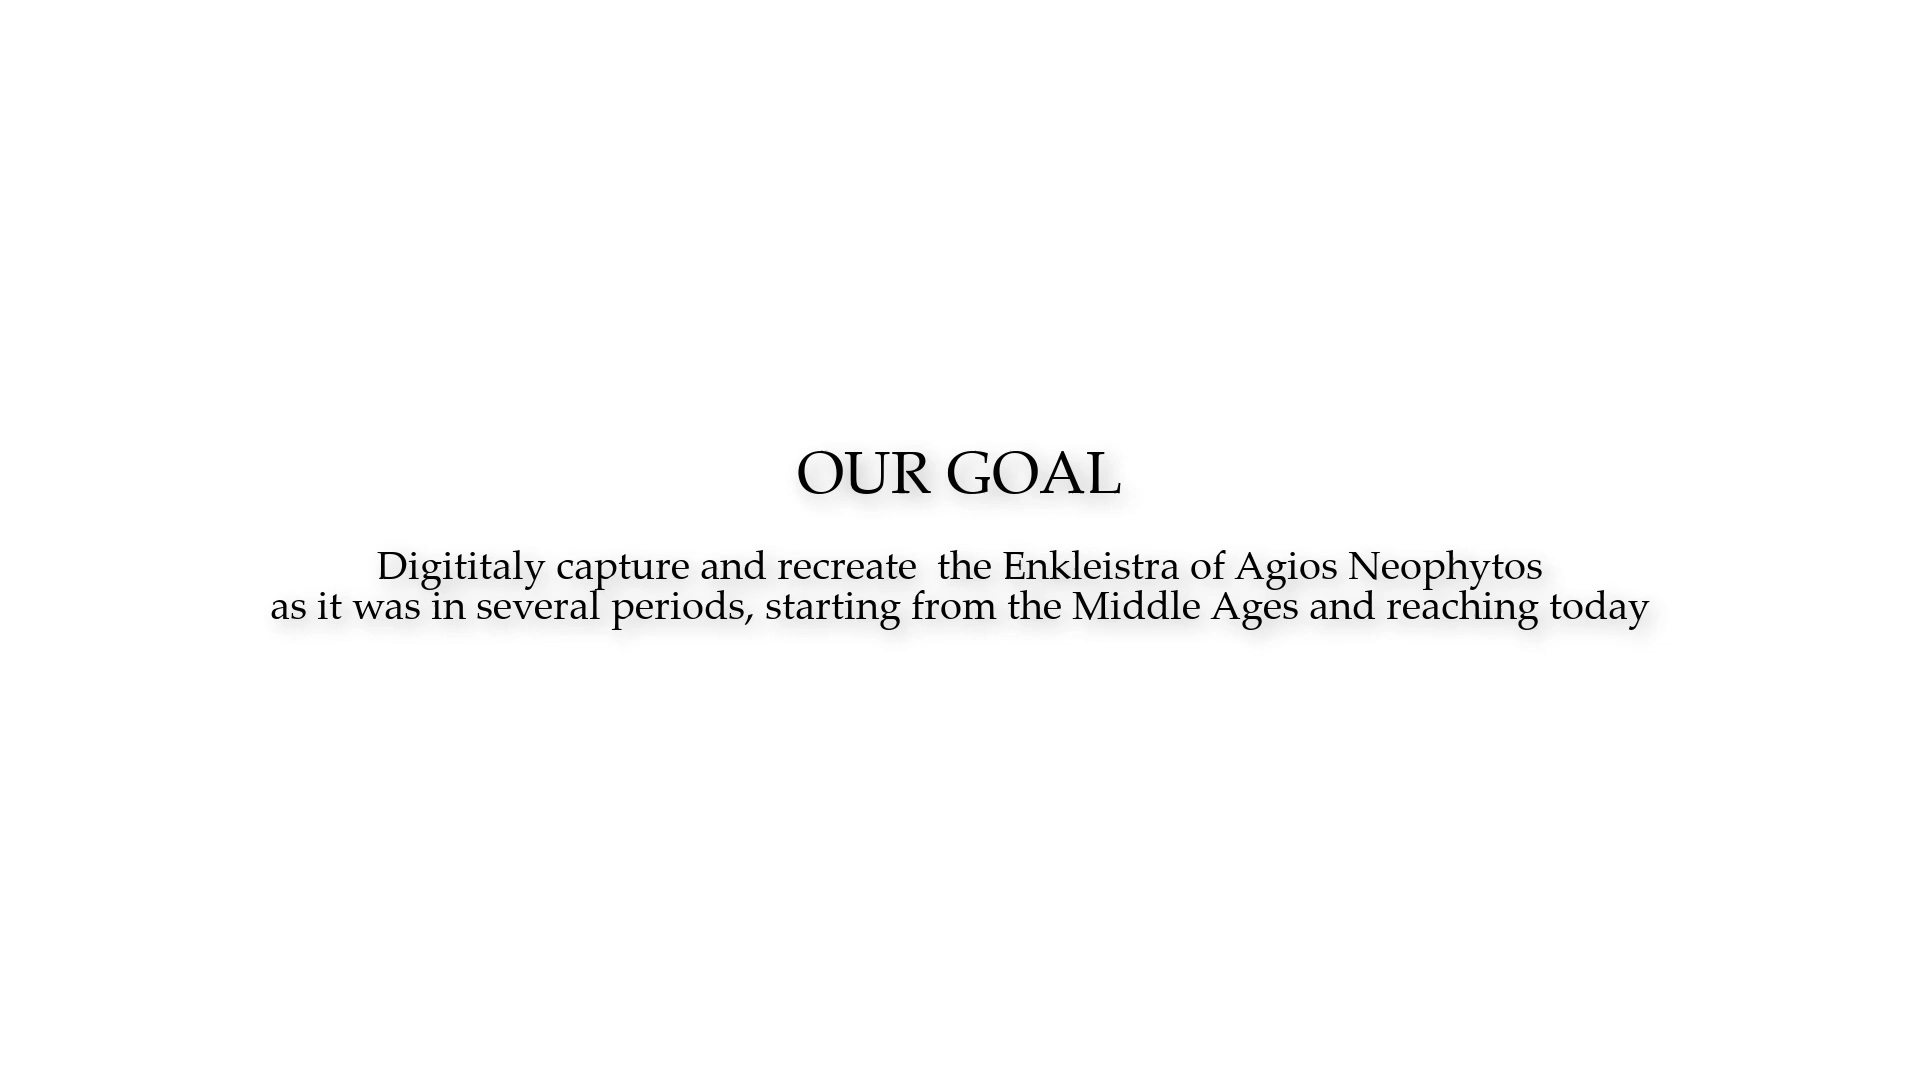 OUR GOAL
Digititaly capture and recreate  the Enkleistra of Agios Neophytos
as it was in several periods, starting from the Middle Ages and reaching today